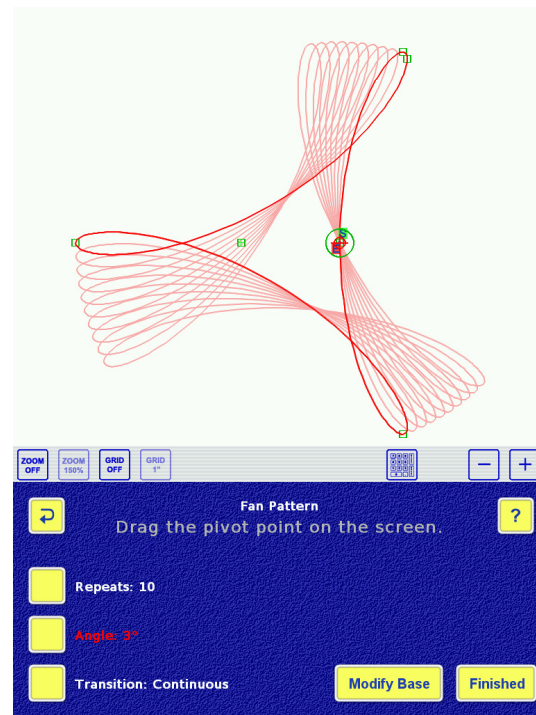 S
E
ZOOM OFF
ZOOM 150%
GRID OFF
GRID 1"
− +
Fan Pattern
?
Drag the pivot point on the screen.
Repeats: 10
Angle: 3°
Transition: Continuous
Modify Base
Finished